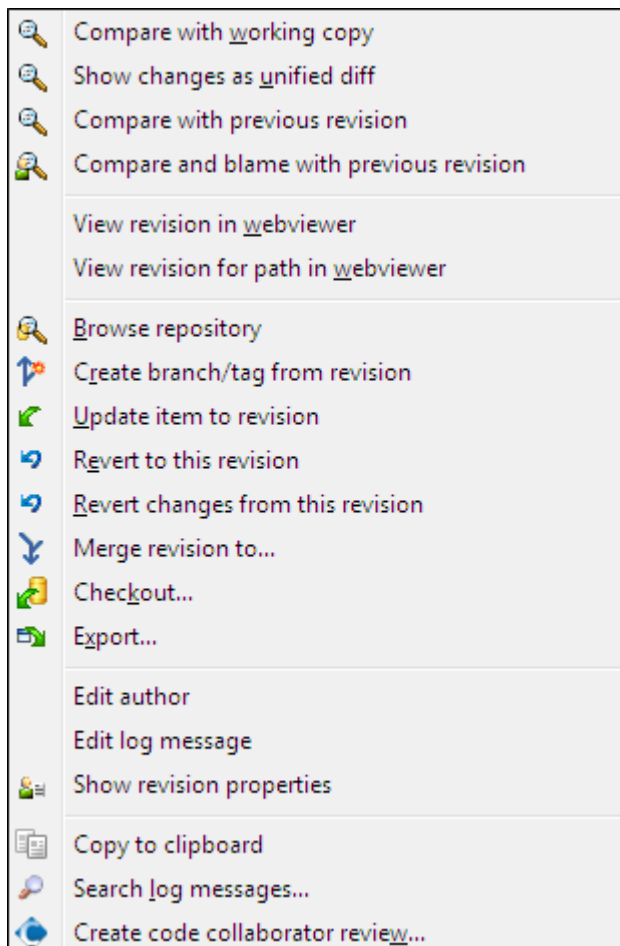 Compare with working copy
Show changes as unified diff
Compare with previous revision
Compare and blame with previous revision
View revision in webviewer
View revision for path in webviewer
Browse repository
Create branch/tag from revision
Update item to revision
Revert to this revision
Revert changes from this revision
Merge revision to...
Checkout...
Export...
Edit author
Edit log message
Show revision properties
Copy to clipboard
Search log messages...
Create code collaborator review...